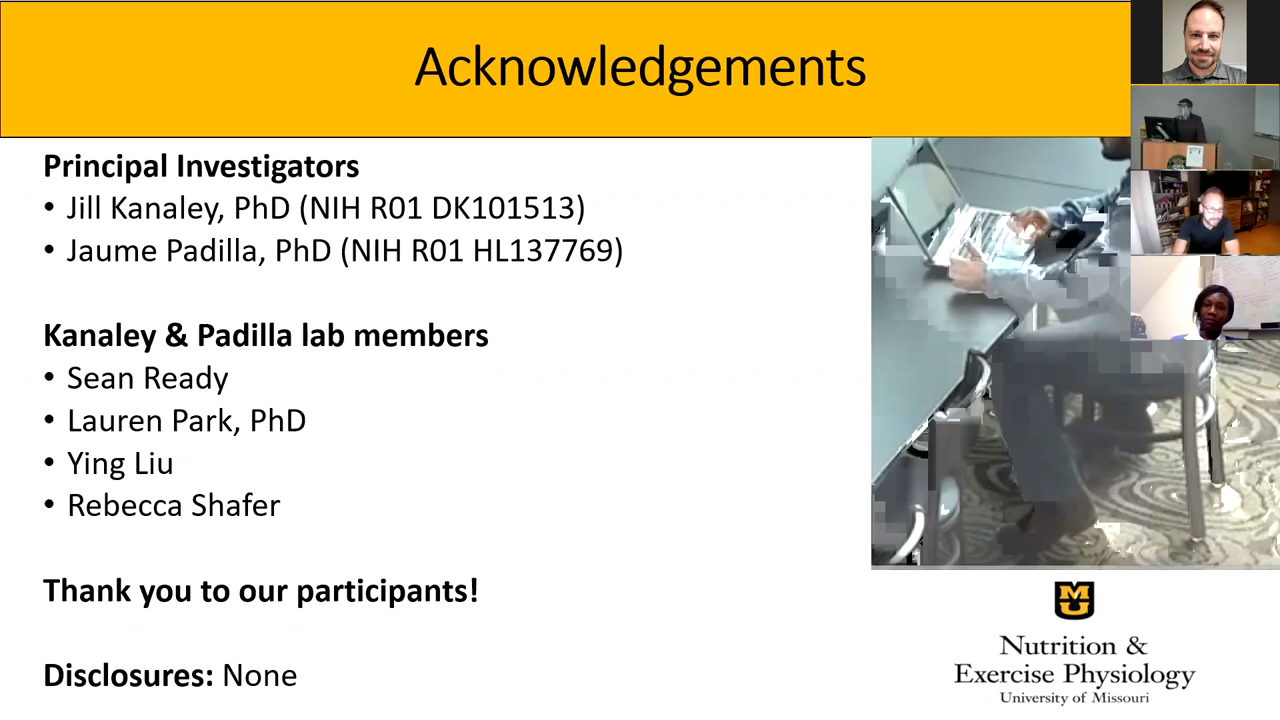 Acknowledgements
Principal Investigators
• Jill Kanaley, PhD (NIH R01 DK101513)
• Jaume Padilla, PhD (NIH R01 HL137769)
Kanaley & Padilla lab members
• Sean Ready
• Lauren Park, PhD
• Ying Liu
• Rebecca Shafer
Thank you to our participants!
Disclosures: None
MU
Nutrition &
Exercise Physiology
University of Missouri